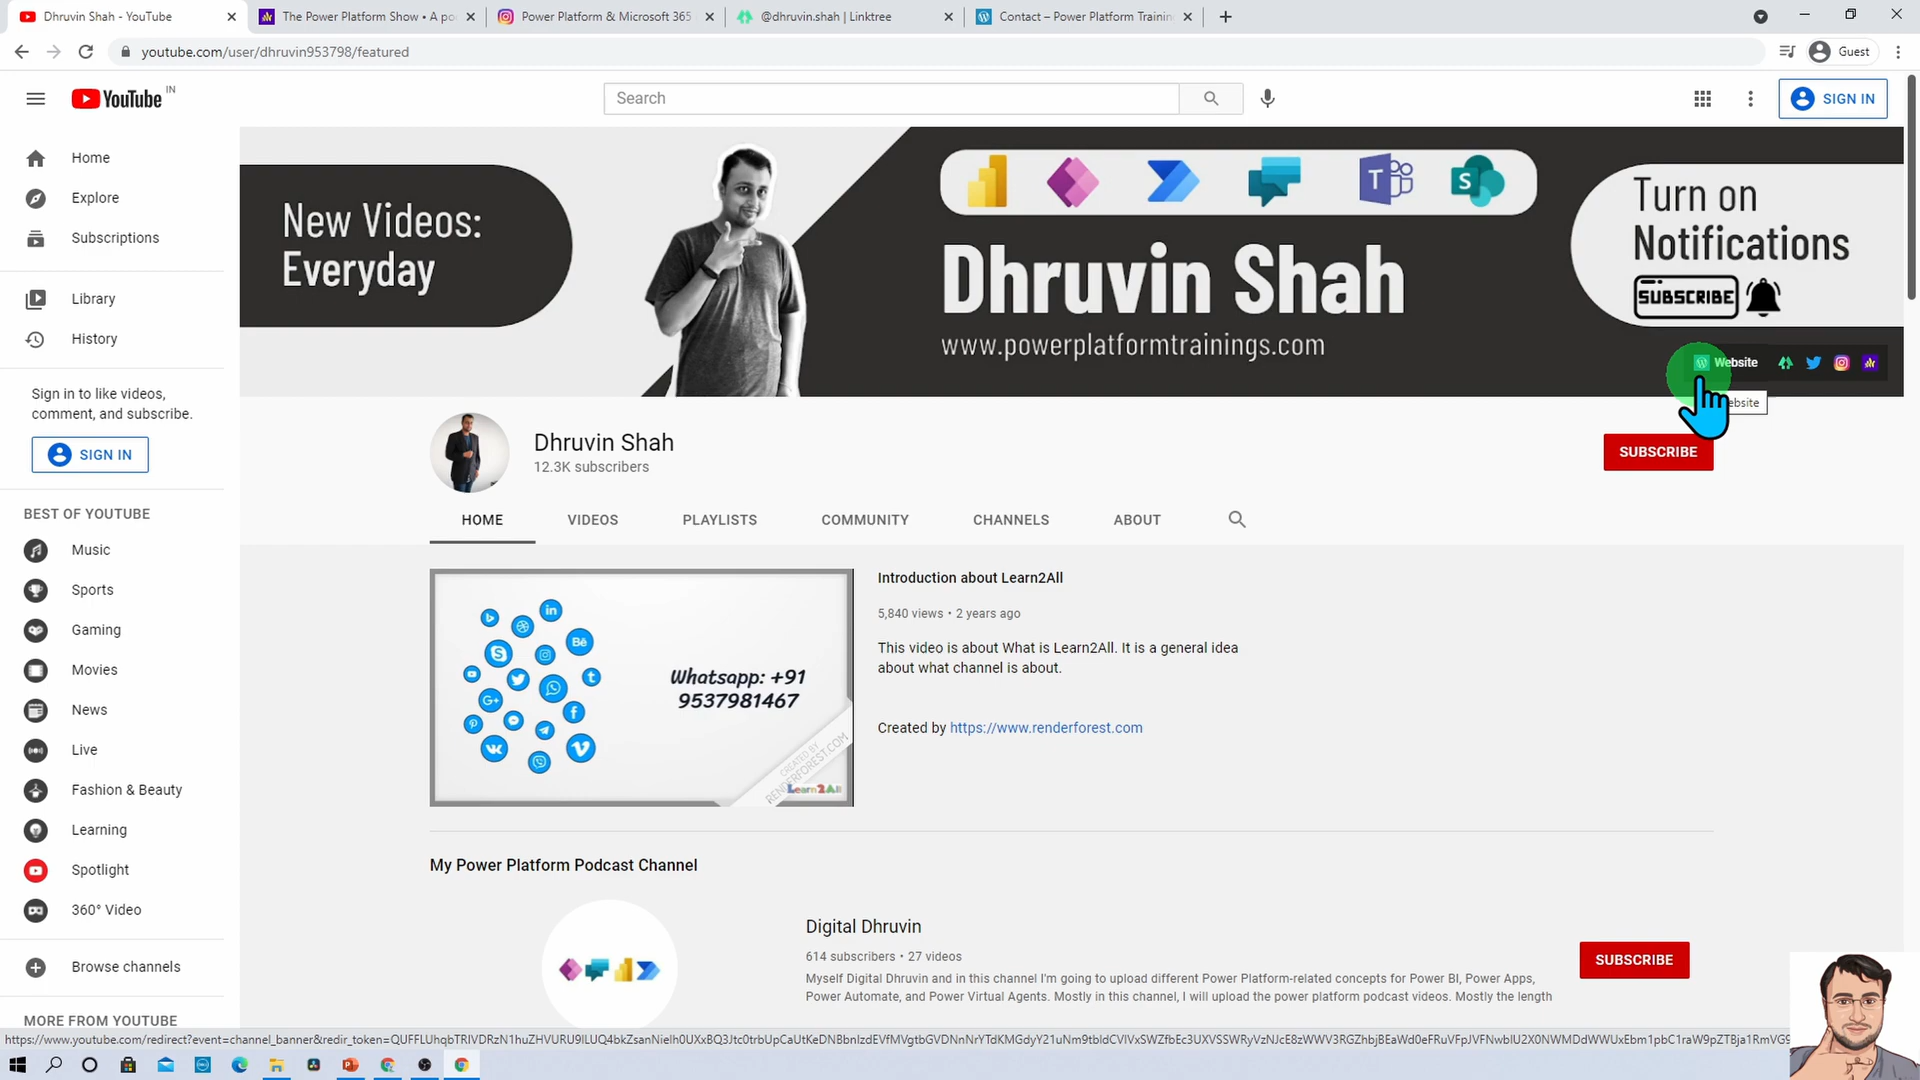 Dhruvin Shah - YouTube
The Power Platform Show • A po
Power Platform & Microsoft 365
@dhruvin.shah | Linktree
Contact – Power Platform Trainin
youtube.com/user/dhruvin953798/featured
Guest
YouTube IN
Search
SIGN IN
Home
Explore
Subscriptions
Library
History
Sign in to like videos,
comment, and subscribe.
SIGN IN
BEST OF YOUTUBE
Music
Sports
Gaming
Movies
News
Live
Fashion & Beauty
Learning
Spotlight
360° Video
Browse channels
MORE FROM YOUTUBE
New Videos:
Everyday
Dhruvin Shah
www.powerplatformtrainings.com
Turn on
Notifications
SUBSCRIBE
Website
ebsite
Dhruvin Shah
12.3K subscribers
SUBSCRIBE
HOME
VIDEOS
PLAYLISTS
COMMUNITY
CHANNELS
ABOUT
Whatsapp: +91
9537981467
CREATED BY
RENDERFOREST.COM
Learn2All
Introduction about Learn2All
5,840 views • 2 years ago
This video is about What is Learn2All. It is a general idea
about what channel is about.
Created by https://www.renderforest.com
My Power Platform Podcast Channel
Digital Dhruvin
614 subscribers • 27 videos
Myself Digital Dhruvin and in this channel I'm going to upload different Power Platform-related concepts for Power BI, Power Apps,
Power Automate, and Power Virtual Agents. Mostly in this channel, I will upload the power platform podcast videos. Mostly the length
SUBSCRIBE